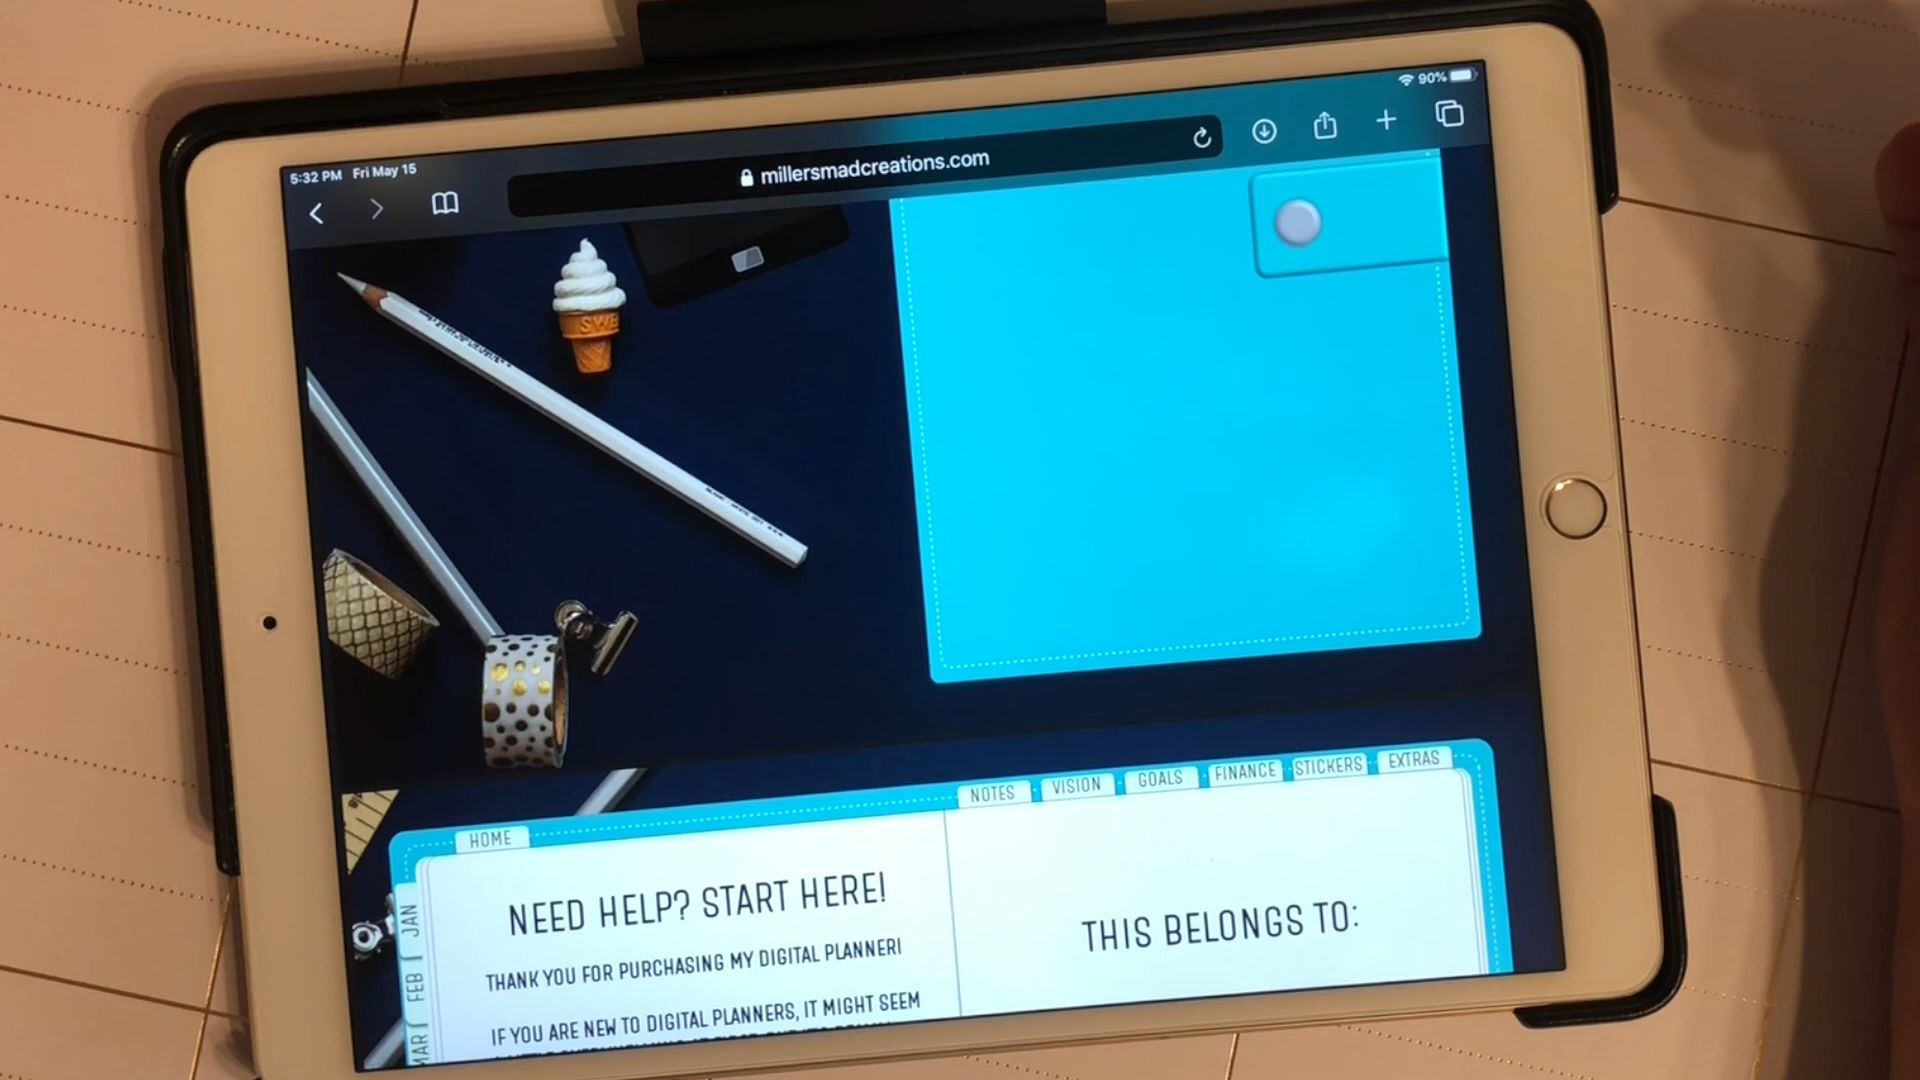 5:32 PM Fri May 15
90%
millersmadcreations.com
SWE
NOTES
VISION
GOALS
FINANCE
STICKERS
EXTRAS
HOME
JAN
FEB
MAR
NEED HELP? START HERE!
THANK YOU FOR PURCHASING MY DIGITAL PLANNER!
IF YOU ARE NEW TO DIGITAL PLANNERS, IT MIGHT SEEM
THIS BELONGS TO: